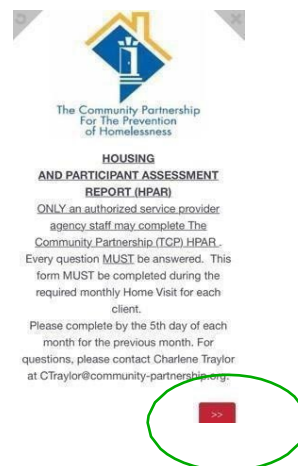 The Community Partnership
For The Prevention
of Homelessness
HOUSING
AND PARTICIPANT ASSESSMENT
REPORT (HPAR)
ONLY an authorized service provider
agency staff may complete The
Community Partnership (TCP) HPAR .
Every question MUST be answered. This
form MUST be completed during the
required monthly Home Visit for each
client.
Please complete by the 5th day of each
month for the previous month. For
questions, please contact Charlene Traylor
at CTraylor@community-partnership.org.
>>